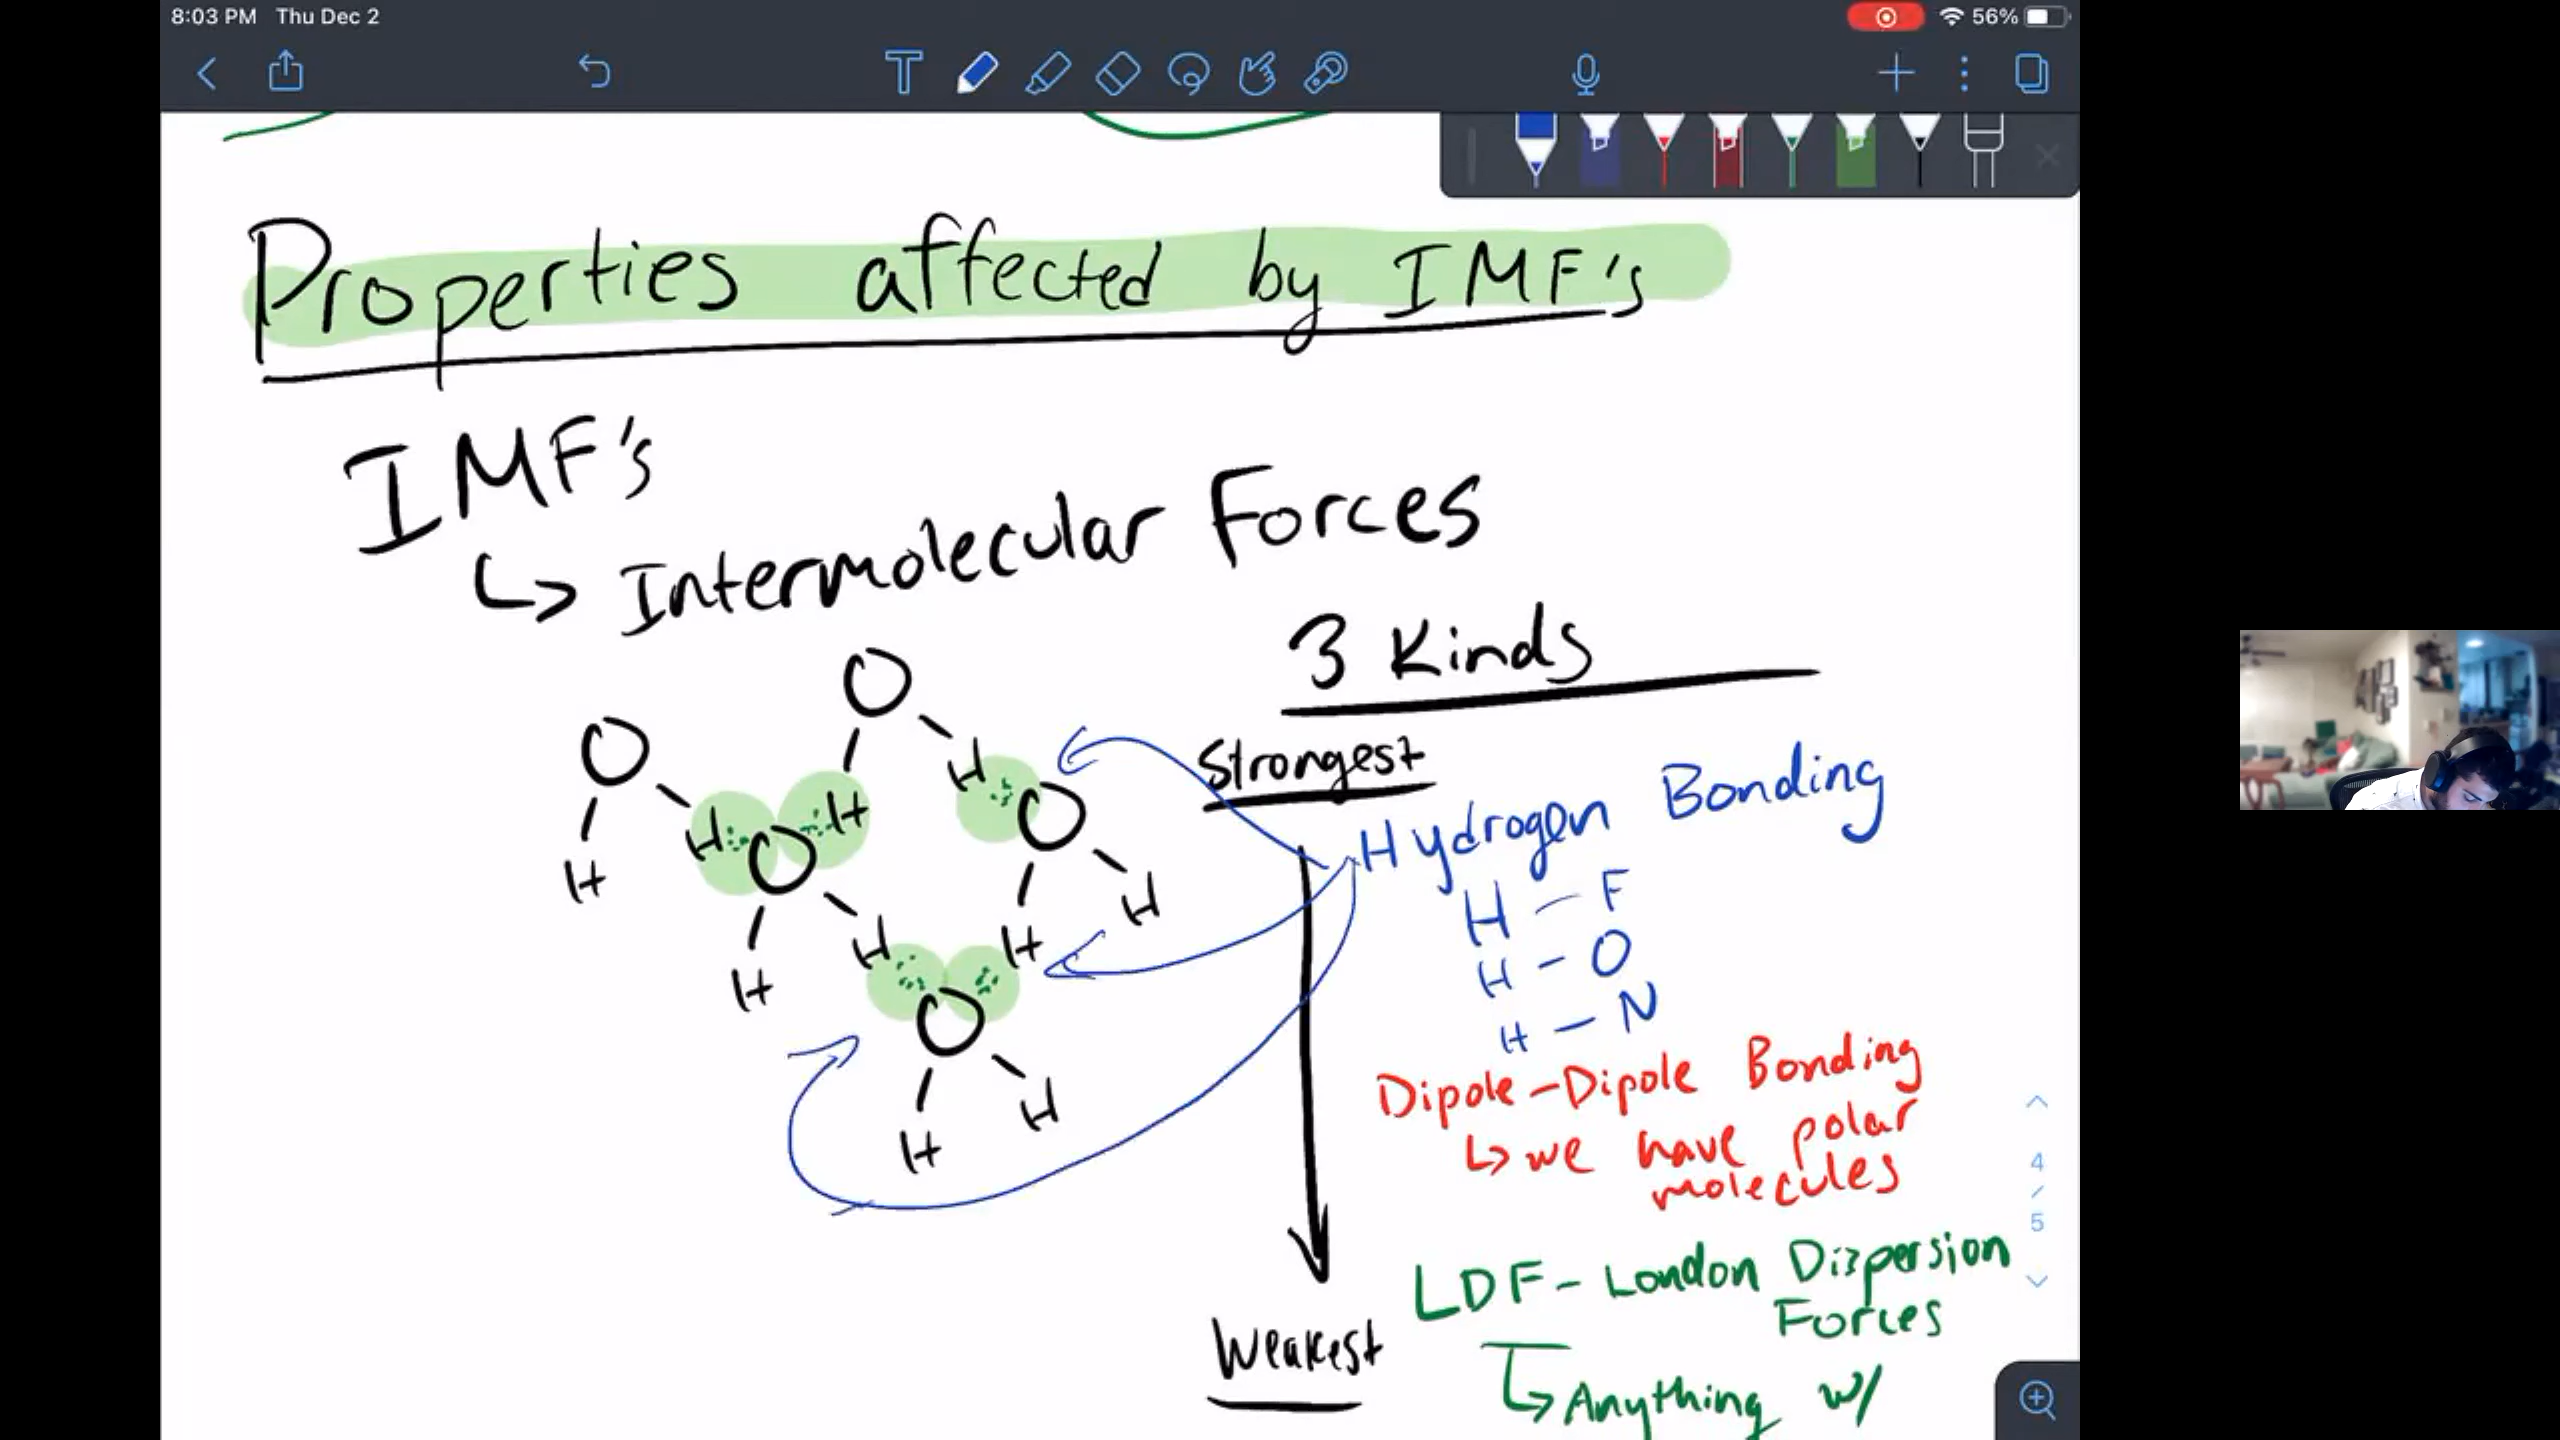 8:03 PM Thu Dec 2
56%
T
Properties affected by IMF's
IMF's
↳ Intermolecular Forces
3 Kinds
Strongest
Hydrogen Bonding
H - F
H - O
H - N
Dipole-Dipole Bonding
↳ we have polar
molecules
LDF - London Dispersion
Forces
↳ Anything w/
Weakest
O
O
H
O
H
H
O
H
H
H
H
H
O
H
H
H
4
/
5